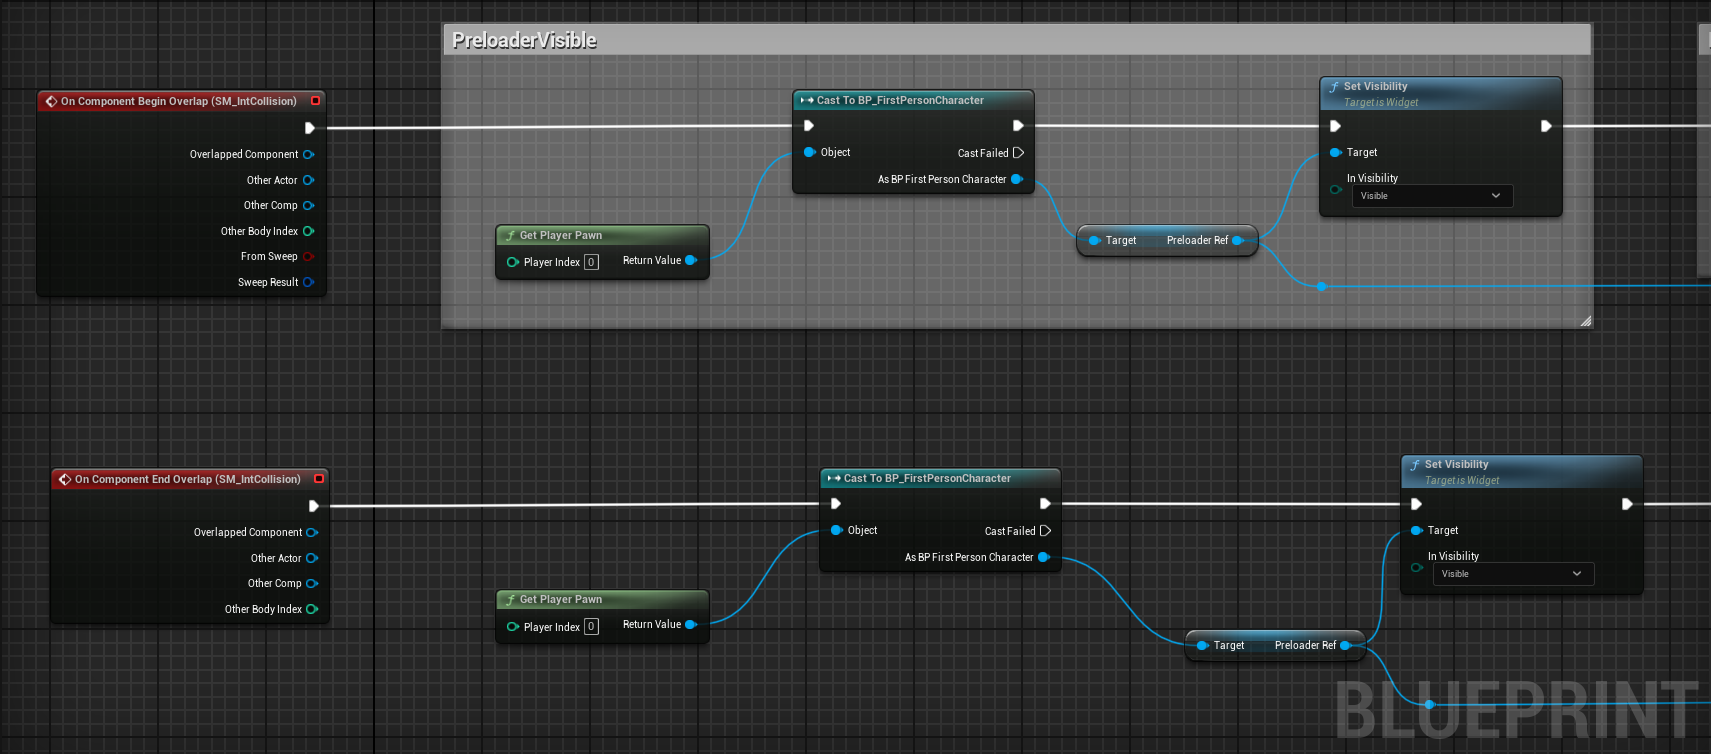 PreloaderVisible
On Component Begin Overlap (SM_IntCollision)
Overlapped Component
Other Actor
Other Comp
Other Body Index
From Sweep
Sweep Result
Get Player Pawn
Player Index 0
Return Value
Cast To BP_FirstPersonCharacter
Object
Cast Failed
As BP First Person Character
Target
Preloader Ref
Set Visibility
Target is Widget
Target
In Visibility
Visible
On Component End Overlap (SM_IntCollision)
Overlapped Component
Other Actor
Other Comp
Other Body Index
Get Player Pawn
Player Index 0
Return Value
Cast To BP_FirstPersonCharacter
Object
Cast Failed
As BP First Person Character
Target
Preloader Ref
Set Visibility
Target is Widget
Target
In Visibility
Visible
BLUEPRINT